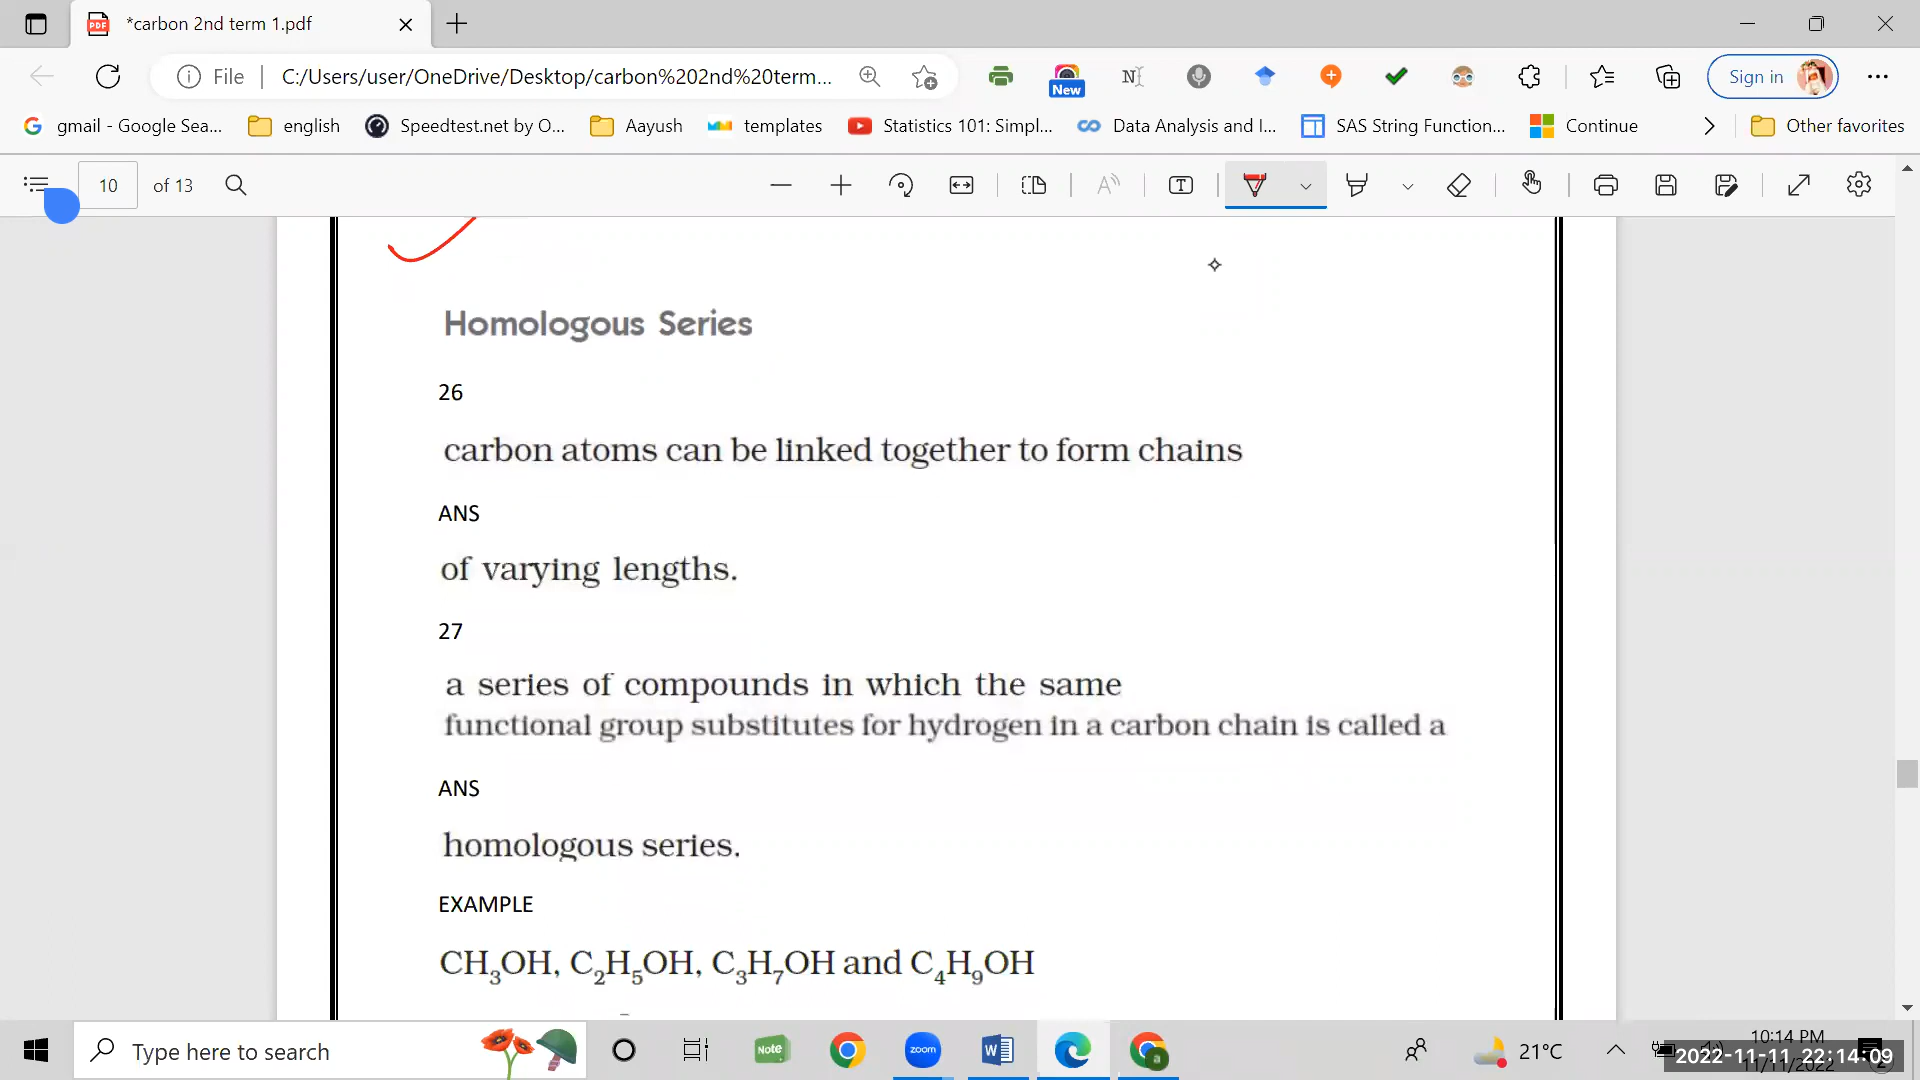 *carbon 2nd term 1.pdf
File
C:/Users/user/OneDrive/Desktop/carbon%202nd%20term...
New
Sign in
gmail - Google Sea...
english
Speedtest.net by O...
Aayush
templates
Statistics 101: Simpl...
Data Analysis and I...
SAS String Function...
Continue
Other favorites
10 of 13
Homologous Series
26
carbon atoms can be linked together to form chains
ANS
of varying lengths.
27
a series of compounds in which the same
functional group substitutes for hydrogen in a carbon chain is called a
ANS
homologous series.
EXAMPLE
CH₃OH, C₂H₅OH, C₃H₇OH and C₄H₉OH
Type here to search
Note
zoom
21°C
10:14 PM
11/11/2022
2022-11-11 22:14:09